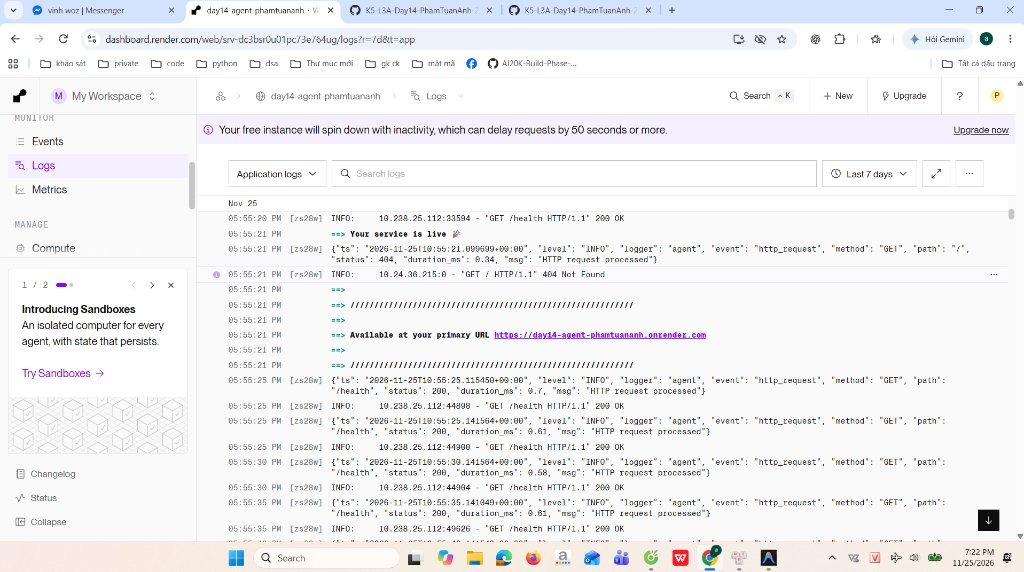 vinh woz | Messenger
day14-agent-phamtuananh · W
K5-L3A-Day14-PhamTuanAnh-2
K5-L3A-Day14-PhamTuanAnh-2
dashboard.render.com/web/srv-dc3bsr0u01pc73e764ug/logs?r=7d&t=app
Hỏi Gemini
a
khảo sát
private
code
python
dsa
Thư mục mới
gk ck
mật mã
AI20K-Build-Phase-...
Tất cả dấu trang
M My Workspace
day14-agent-phamtuananh
Logs
Search
K
+ New
Upgrade
?
P
MONITOR
Events
Logs
Metrics
MANAGE
Compute
1 / 2
Introducing Sandboxes
An isolated computer for every
agent, with state that persists.
Try Sandboxes →
Changelog
Status
Collapse
Your free instance will spin down with inactivity, which can delay requests by 50 seconds or more.
Upgrade now
Application logs
Search logs
Last 7 days
Nov 25
05:55:20 PM [zs28w] INFO: 10.238.25.112:33594 - "GET /health HTTP/1.1" 200 OK
05:55:21 PM ==> Your service is live 🎉
05:55:21 PM [zs28w] {"ts": "2026-11-25T10:55:21.099699+00:00", "level": "INFO", "logger": "agent", "event": "http_request", "method": "GET", "path": "/",
"status": 404, "duration_ms": 0.34, "msg": "HTTP request processed"}
05:55:21 PM [zs28w] INFO: 10.24.36.215:0 - "GET / HTTP/1.1" 404 Not Found
05:55:21 PM ==>
05:55:21 PM ==> ///////////////////////////////////////////////////////////
05:55:21 PM ==>
05:55:21 PM ==> Available at your primary URL https://day14-agent-phamtuananh.onrender.com
05:55:21 PM ==>
05:55:21 PM ==> ///////////////////////////////////////////////////////////
05:55:25 PM [zs28w] {"ts": "2026-11-25T10:55:25.115450+00:00", "level": "INFO", "logger": "agent", "event": "http_request", "method": "GET", "path":
"/health", "status": 200, "duration_ms": 0.7, "msg": "HTTP request processed"}
05:55:25 PM [zs28w] INFO: 10.238.25.112:44898 - "GET /health HTTP/1.1" 200 OK
05:55:25 PM [zs28w] {"ts": "2026-11-25T10:55:25.141564+00:00", "level": "INFO", "logger": "agent", "event": "http_request", "method": "GET", "path":
"/health", "status": 200, "duration_ms": 0.61, "msg": "HTTP request processed"}
05:55:25 PM [zs28w] INFO: 10.238.25.112:44900 - "GET /health HTTP/1.1" 200 OK
05:55:30 PM [zs28w] {"ts": "2026-11-25T10:55:30.141564+00:00", "level": "INFO", "logger": "agent", "event": "http_request", "method": "GET", "path":
"/health", "status": 200, "duration_ms": 0.58, "msg": "HTTP request processed"}
05:55:30 PM [zs28w] INFO: 10.238.25.112:44904 - "GET /health HTTP/1.1" 200 OK
05:55:35 PM [zs28w] {"ts": "2026-11-25T10:55:35.141049+00:00", "level": "INFO", "logger": "agent", "event": "http_request", "method": "GET", "path":
"/health", "status": 200, "duration_ms": 0.61, "msg": "HTTP request processed"}
05:55:35 PM [zs28w] INFO: 10.238.25.112:49626 - "GET /health HTTP/1.1" 200 OK
Search
7:22 PM
11/25/2026